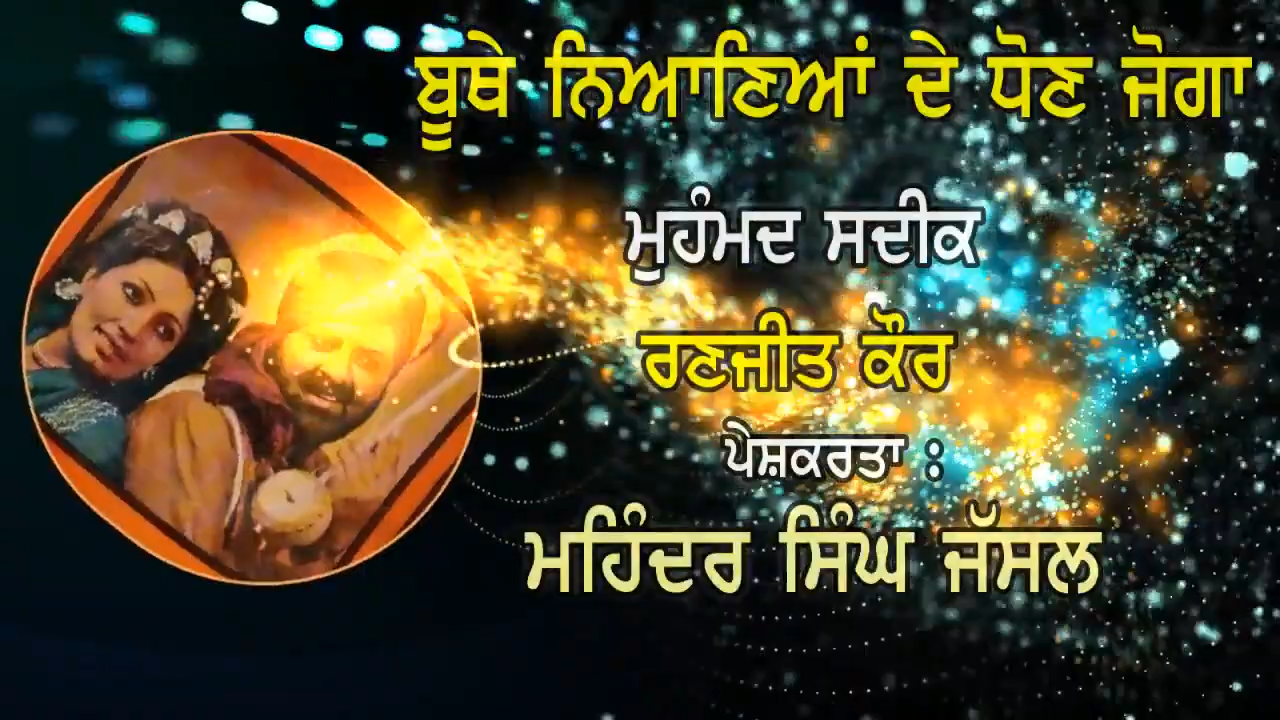 ਬੂਥੇ ਨਿਆਣਿਆਂ ਦੇ ਧੋਣ ਜੋਗਾ
ਮੁਹੰਮਦ ਸਦੀਕ
ਰਣਜੀਤ ਕੌਰ
ਪੇਸ਼ਕਰਤਾ :
ਮਹਿੰਦਰ ਸਿੰਘ ਜੱਸਲ